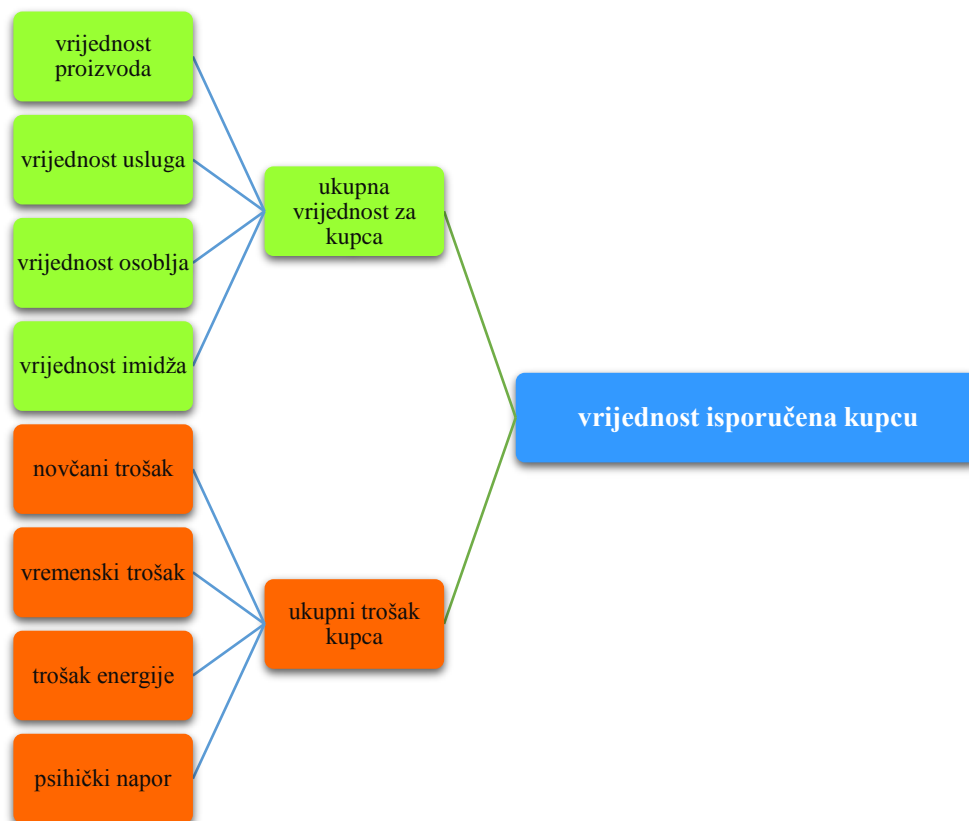 vrijednost
proizvoda
vrijednost usluga
vrijednost osoblja
vrijednost imidža
novčani trošak
vremenski trošak
trošak energije
psihički napor
ukupna
vrijednost za
kupca
ukupni trošak
kupca
vrijednost isporučena kupcu